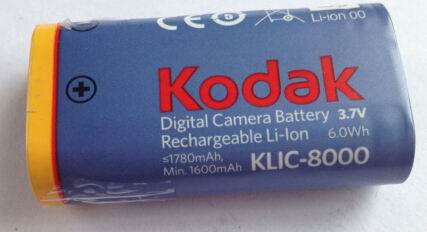 Li-Ion 00
Kodak
Digital Camera Battery 3.7V
Rechargeable Li-Ion 6.0Wh
≤1780mAh,
Min. 1600mAh KLIC-8000